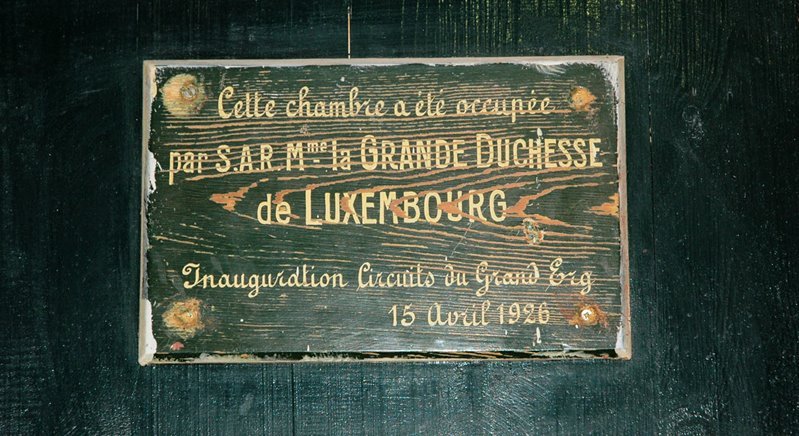 Cette chambre a été occupée
par S.A.R. Mme la GRANDE DUCHESSE
de LUXEMBOURG
Inauguration Circuits du Grand Erg
15 Avril 1926